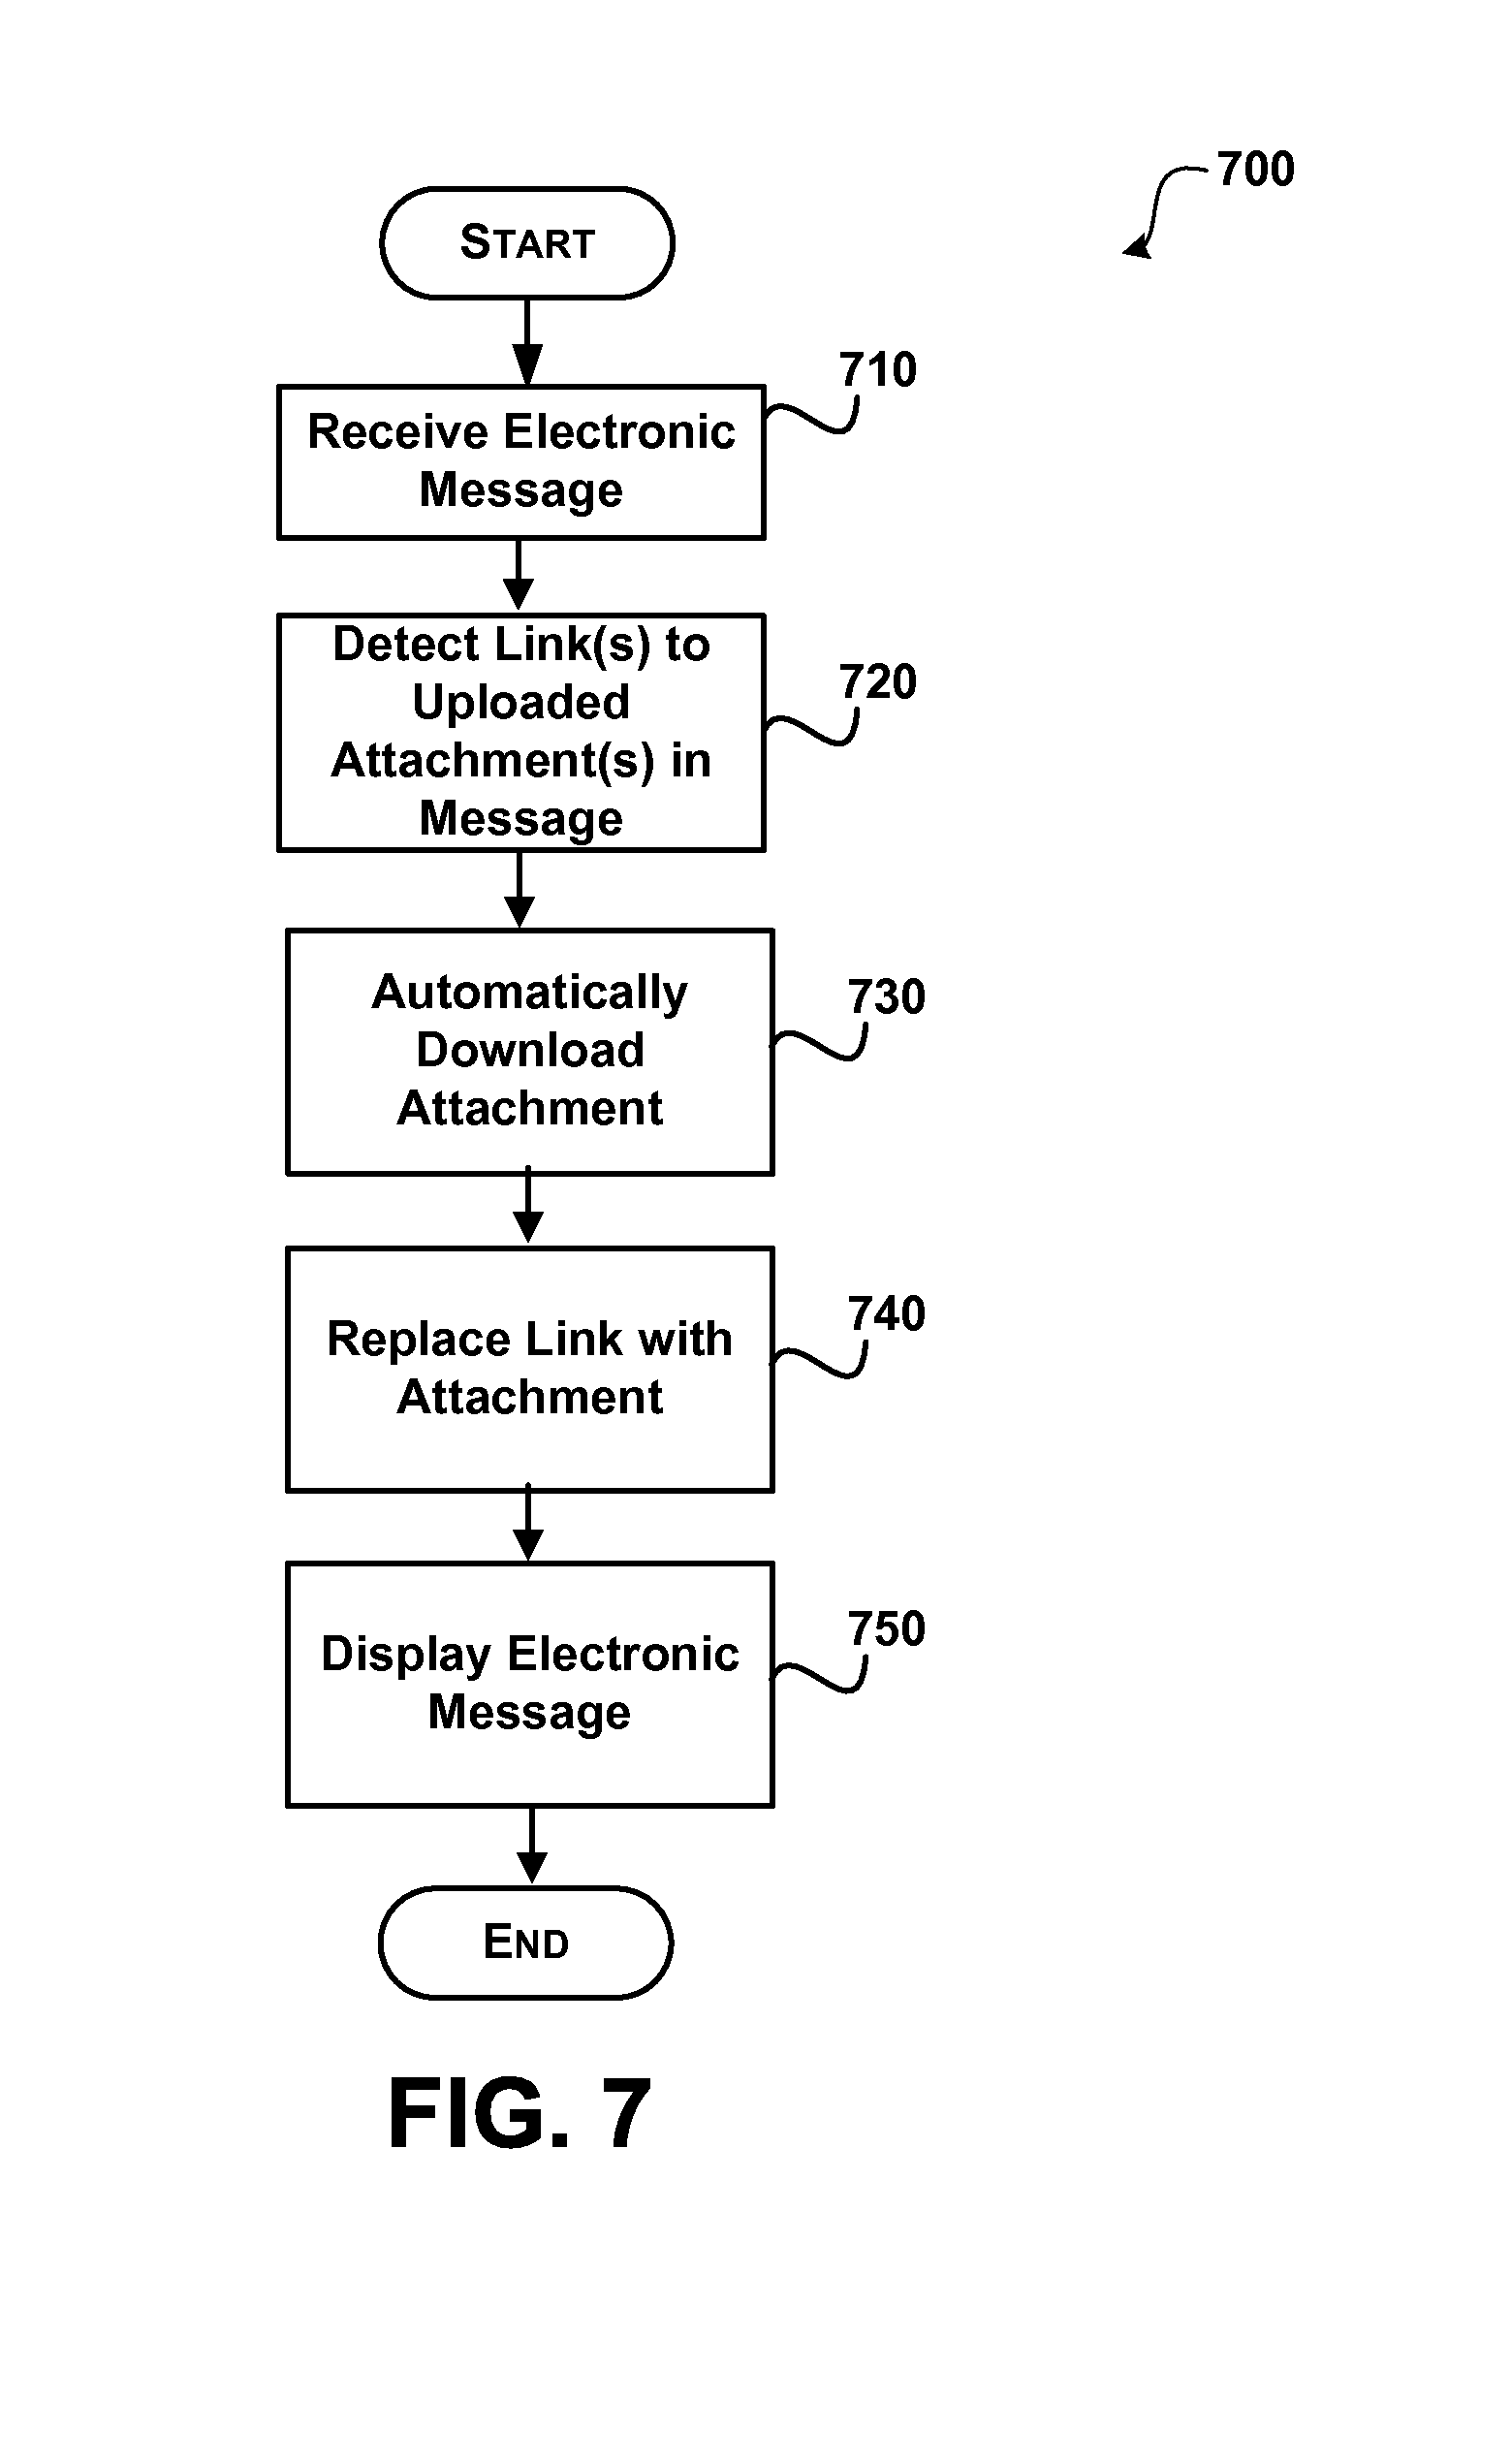 700
START
710
Receive Electronic
Message
720
Detect Link(s) to
Uploaded
Attachment(s) in
Message
730
Automatically
Download
Attachment
740
Replace Link with
Attachment
750
Display Electronic
Message
END
FIG. 7